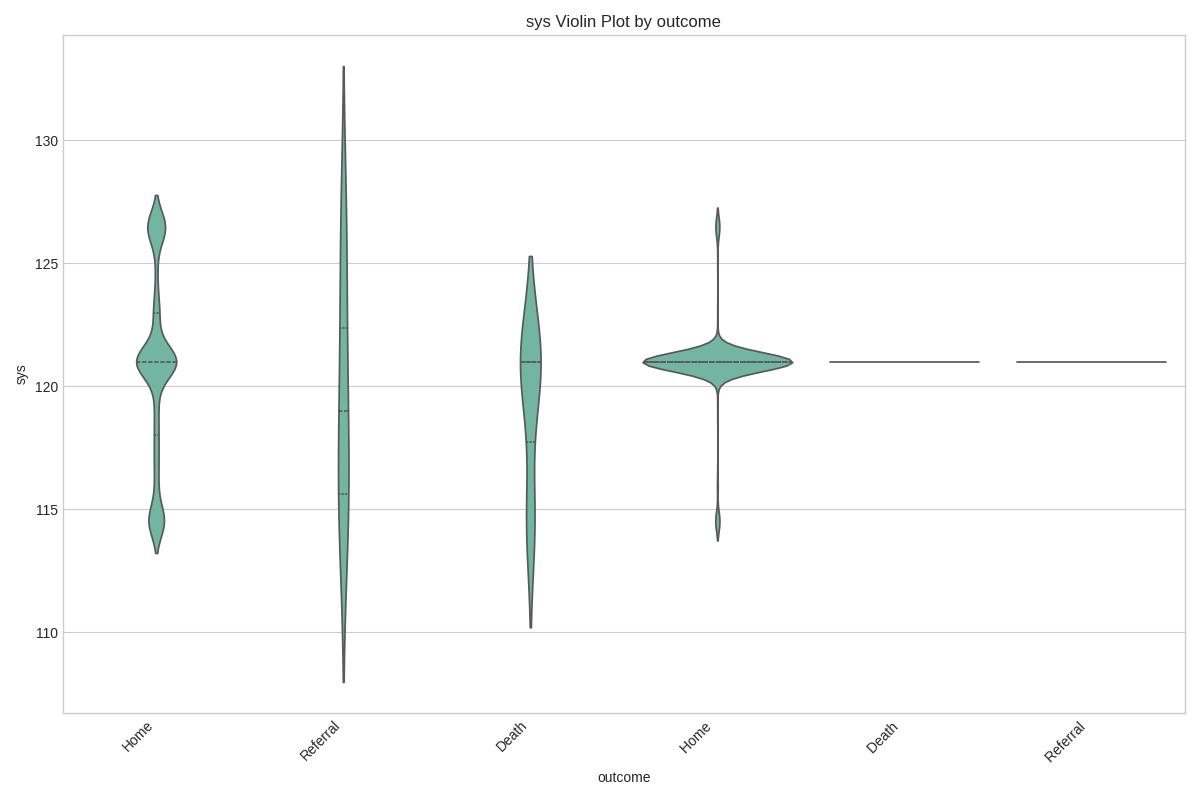 sys Violin Plot by outcome
130
125
120
115
110
sys
Home
Referral
Death
Home
Death
Referral
outcome